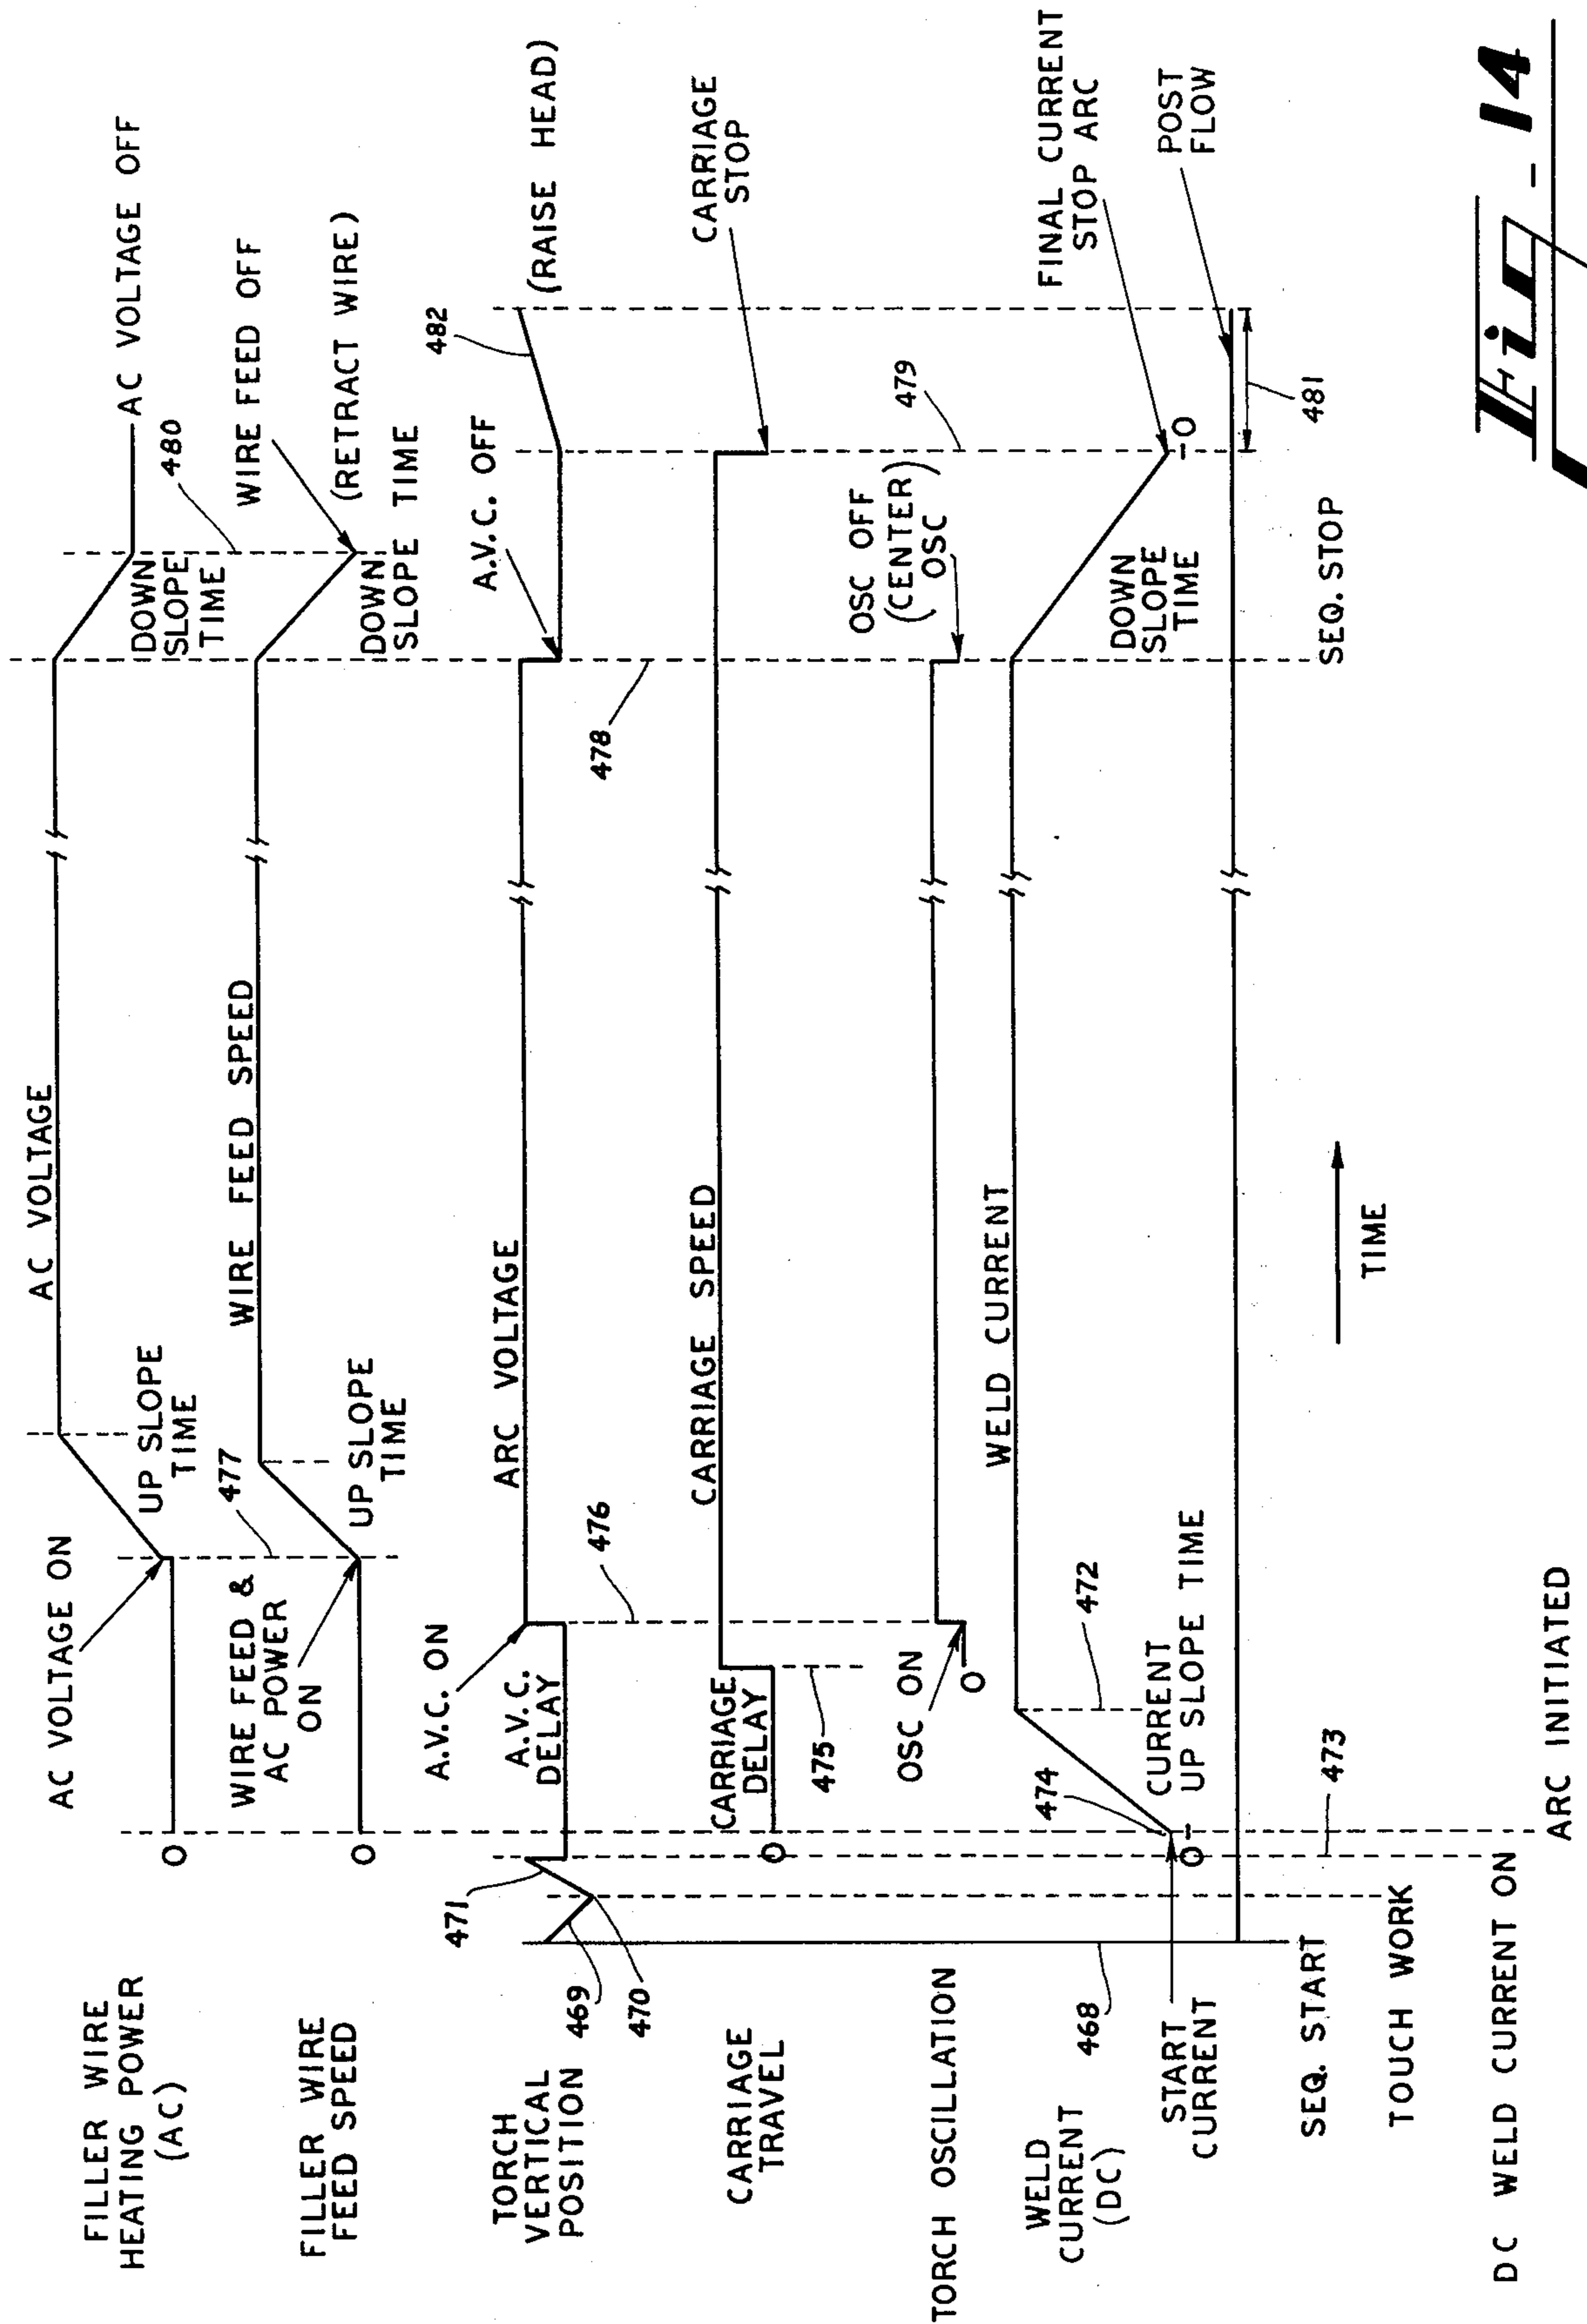 FILLER WIRE
HEATING POWER
(AC)
AC VOLTAGE ON
UP SLOPE
TIME
AC VOLTAGE
DOWN
SLOPE
TIME
AC VOLTAGE OFF
O
477
480
FILLER WIRE
FEED SPEED
WIRE FEED &
AC POWER
ON
UP SLOPE
TIME
WIRE FEED SPEED
DOWN
SLOPE TIME
WIRE FEED OFF
(RETRACT WIRE)
O
TORCH
VERTICAL
POSITION
469
470
471
A.V.C. ON
A.V.C.
DELAY
476
ARC VOLTAGE
478
A.V.C. OFF
482
(RAISE HEAD)
CARRIAGE
TRAVEL
O
CARRIAGE
DELAY
475
CARRIAGE SPEED
CARRIAGE
STOP
479
TORCH OSCILLATION
OSC ON
O
OSC OFF
(CENTER)
OSC
WELD
CURRENT
(DC)
468
START
CURRENT
O
474
CURRENT
UP SLOPE TIME
472
WELD CURRENT
DOWN
SLOPE
TIME
FINAL CURRENT
STOP ARC
O
POST
FLOW
481
SEQ. START
473
TIME
SEQ. STOP
TOUCH WORK
DC WELD CURRENT ON
ARC INITIATED
Fig - 14